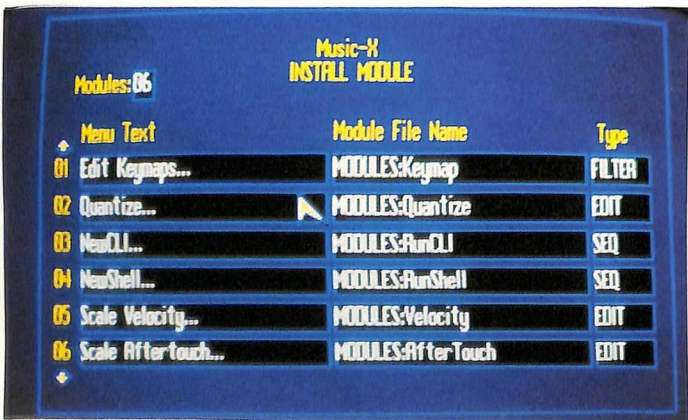 Music-X
INSTALL MODULE
Modules:06
Menu Text Module File Name Type
01 Edit Keymaps... MODULES:Keymap FILTER
02 Quantize... MODULES:Quantize EDIT
03 NewCLI... MODULES:RunCLI SEQ
04 NewShell... MODULES:RunShell SEQ
05 Scale Velocity... MODULES:Velocity EDIT
06 Scale Aftertouch... MODULES:AfterTouch EDIT